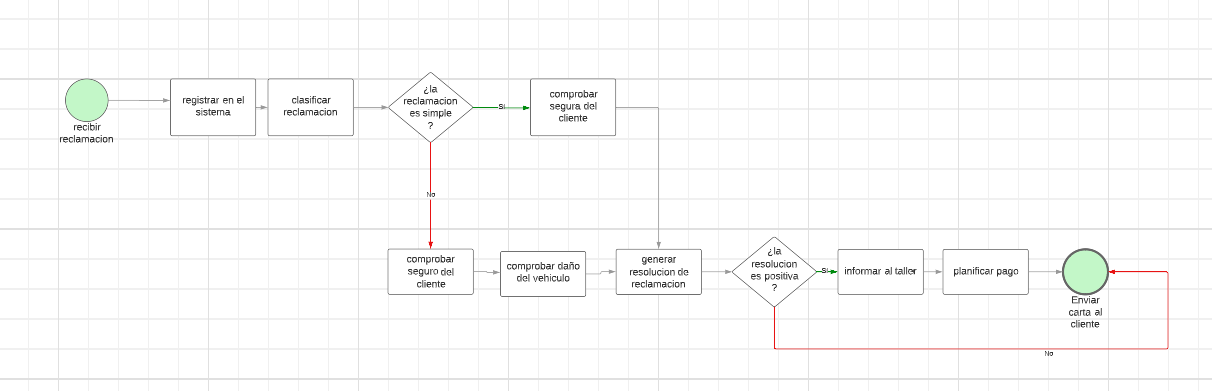 recibir
reclamacion
registrar en el
sistema
clasificar
reclamacion
¿la
reclamacion
es simple
?
Si
comprobar
segura del
cliente
No
comprobar
seguro del
cliente
comprobar daño
del vehiculo
generar
resolucion de
reclamacion
¿la
resolucion
es positiva
?
Si
informar al taller
planificar pago
Enviar
carta al
cliente
No